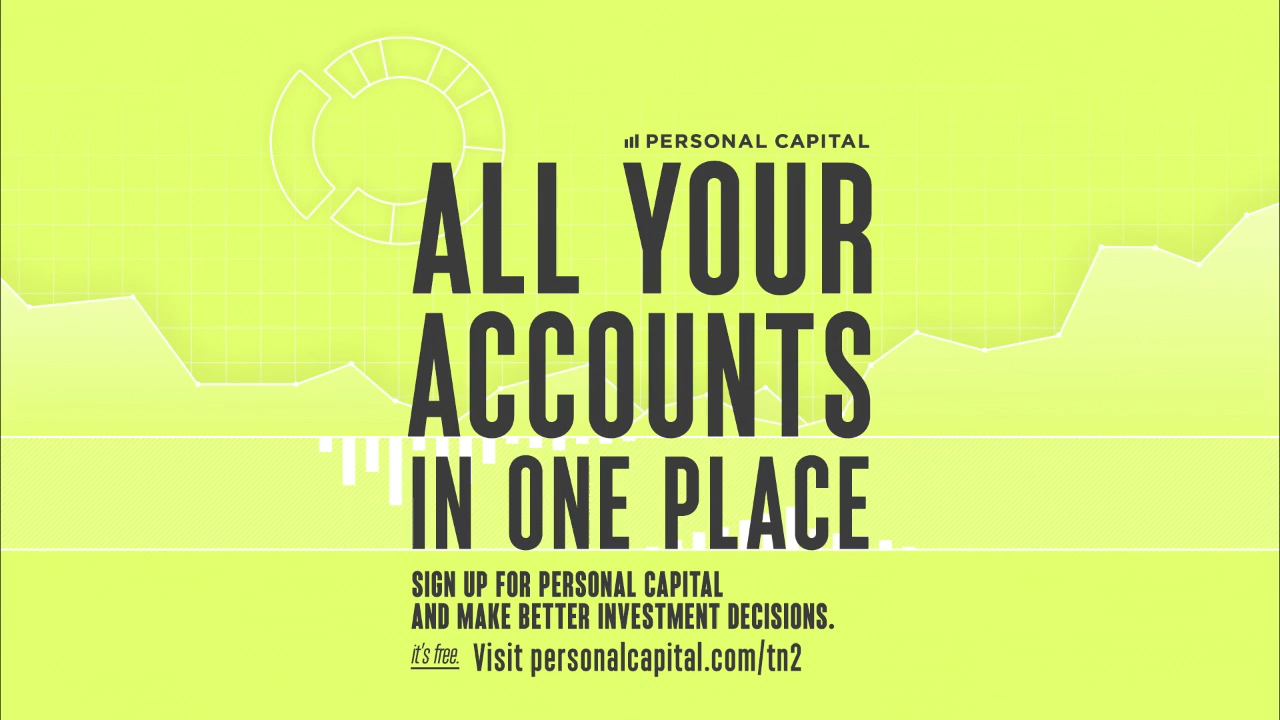 PERSONAL CAPITAL
ALL YOUR
ACCOUNTS
IN ONE PLACE
SIGN UP FOR PERSONAL CAPITAL
AND MAKE BETTER INVESTMENT DECISIONS.
it's free. Visit personalcapital.com/tn2